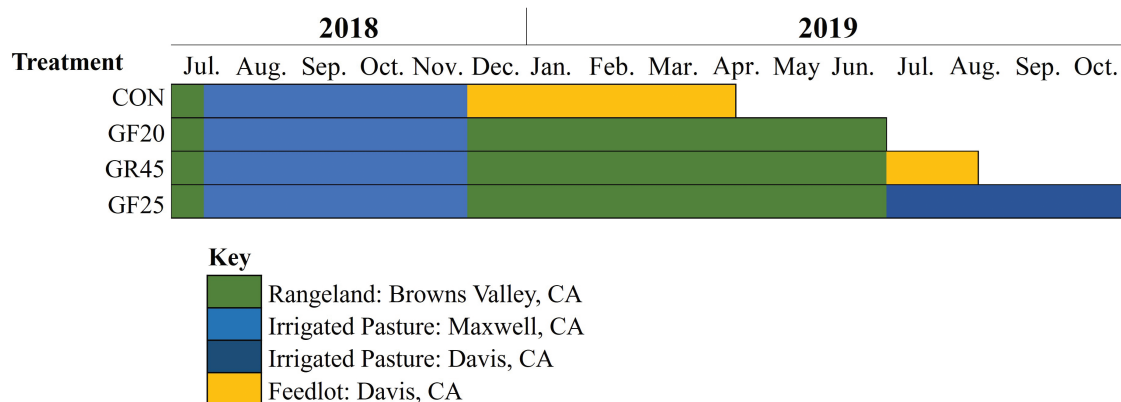 2018 2019
Treatment Jul. Aug. Sep. Oct. Nov. Dec. Jan. Feb. Mar. Apr. May Jun. Jul. Aug. Sep. Oct.
CON
GF20
GR45
GF25
Key
Rangeland: Browns Valley, CA
Irrigated Pasture: Maxwell, CA
Irrigated Pasture: Davis, CA
Feedlot: Davis, CA